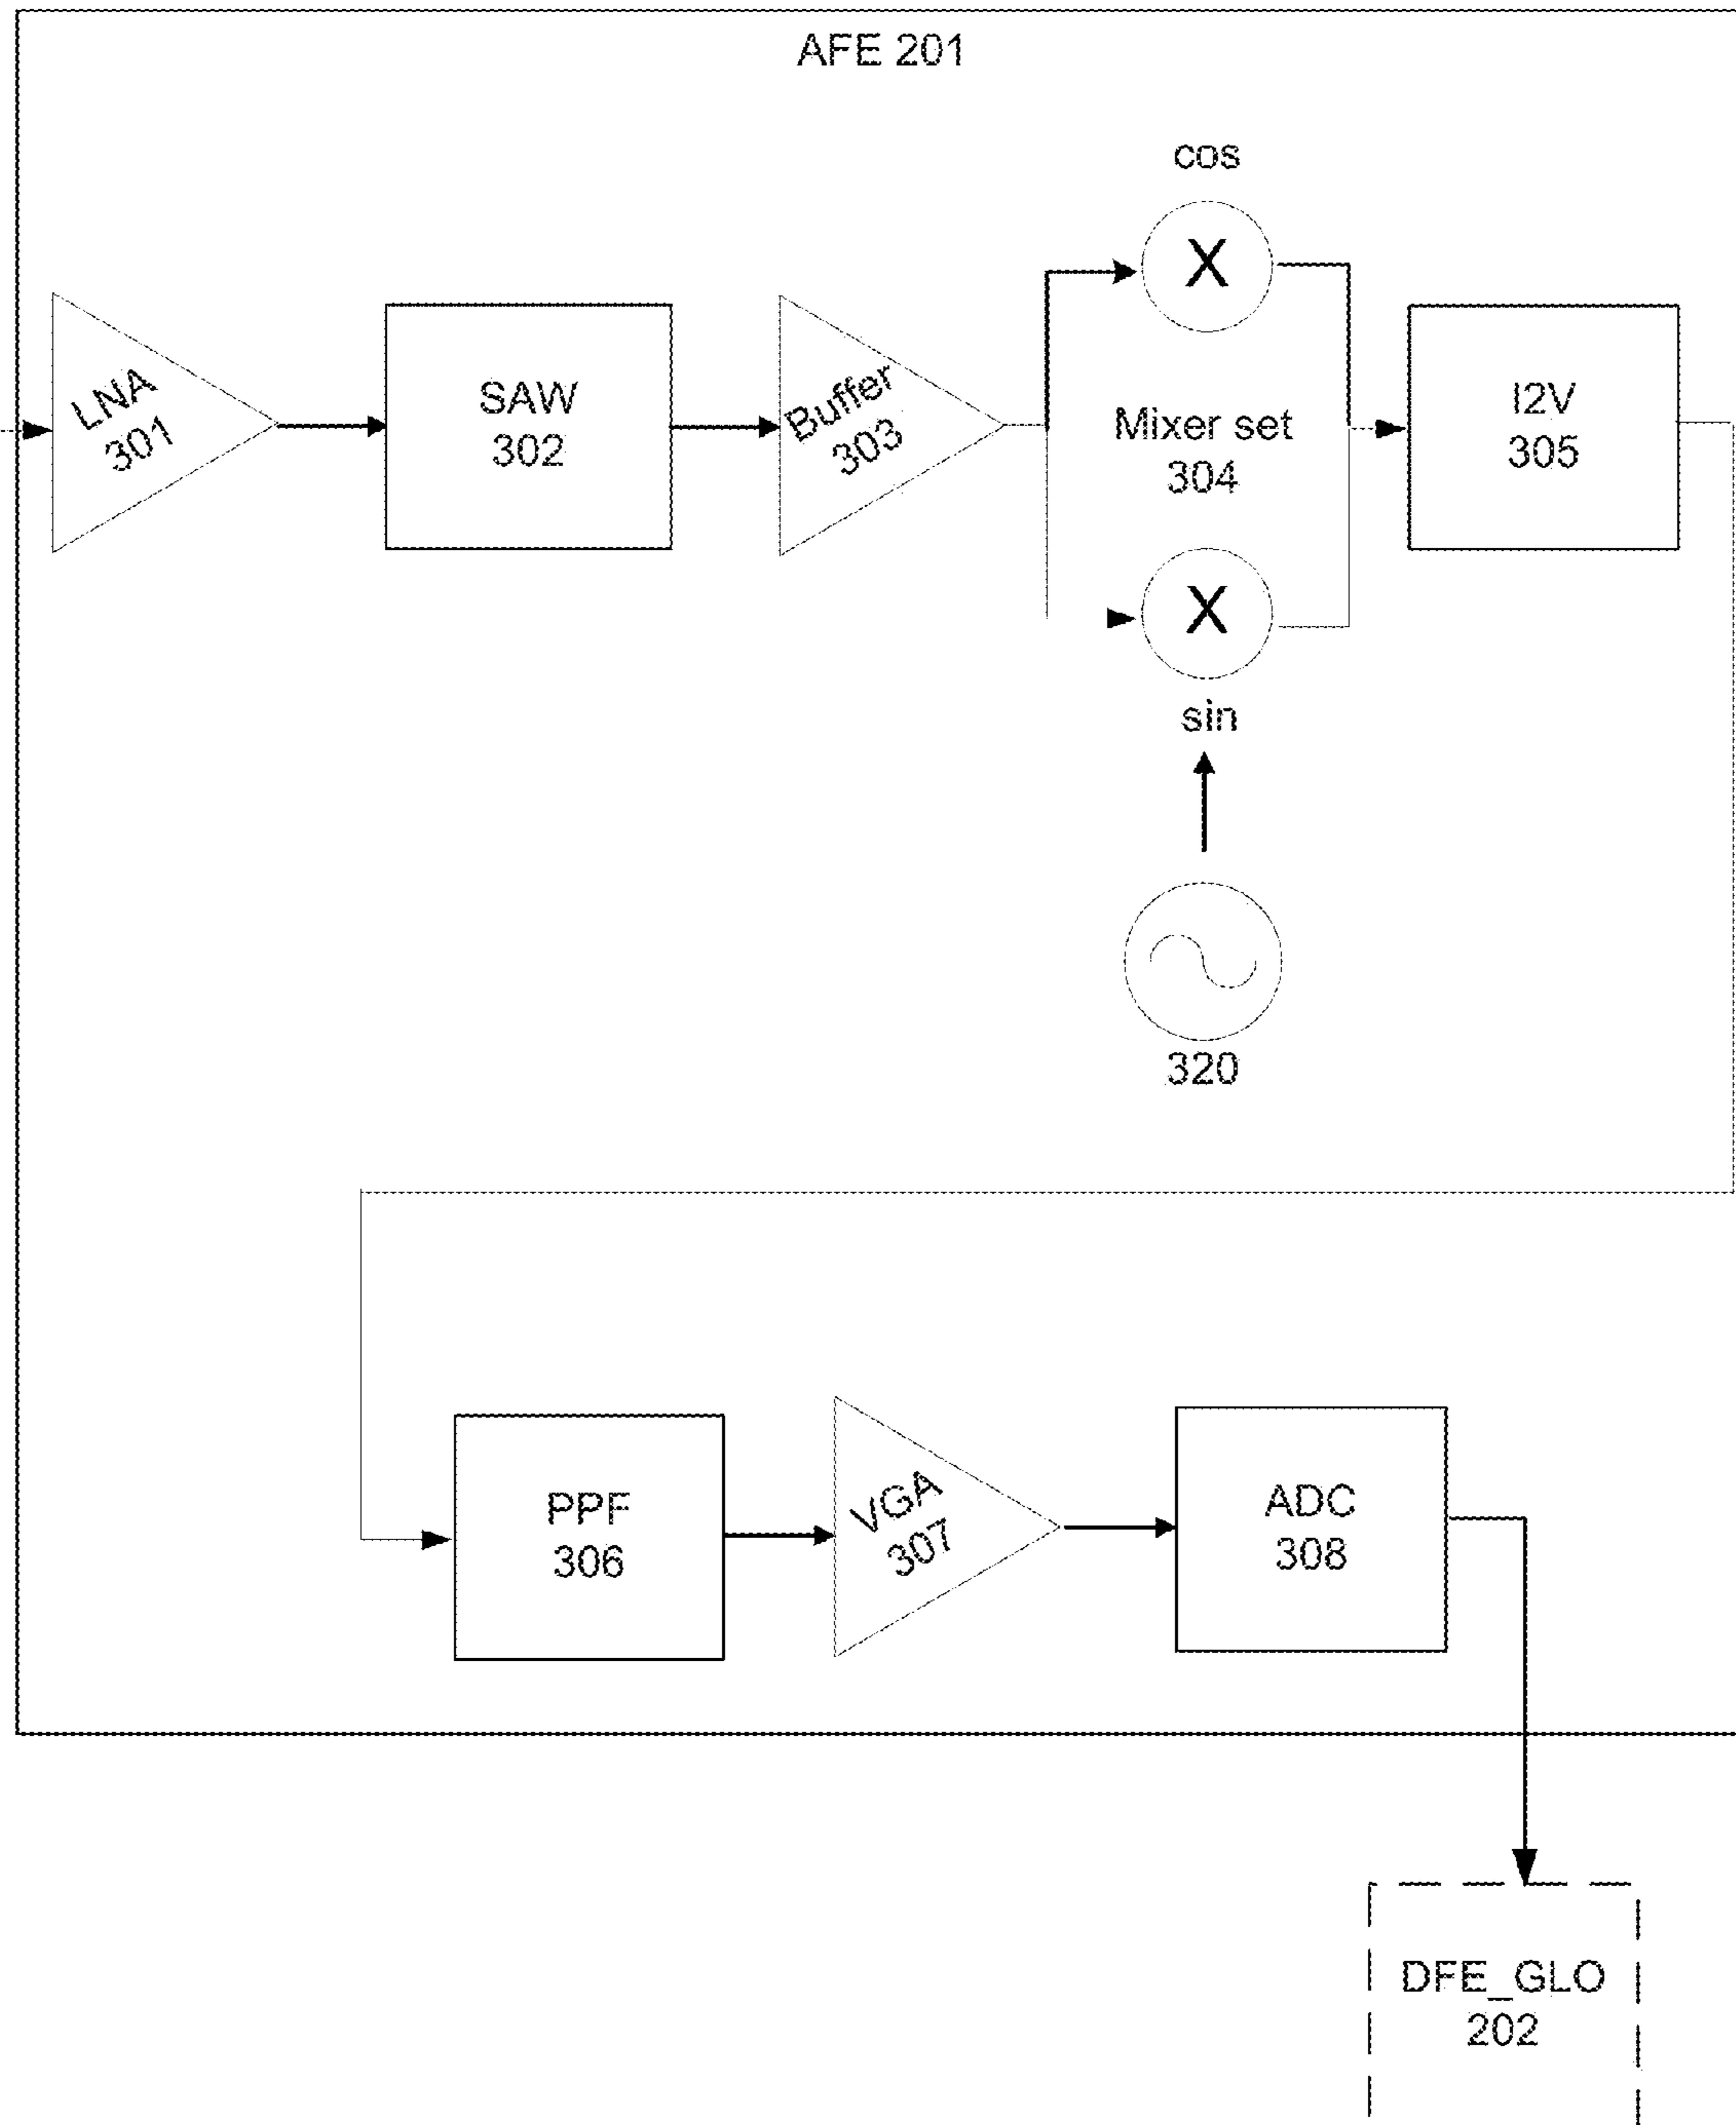 AFE 201
cos
X
LNA
301
SAW
302
Buffer
303
Mixer set
304
I2V
305
X
sin
320
PPF
306
VGA
307
ADC
308
DFE_GLO
202